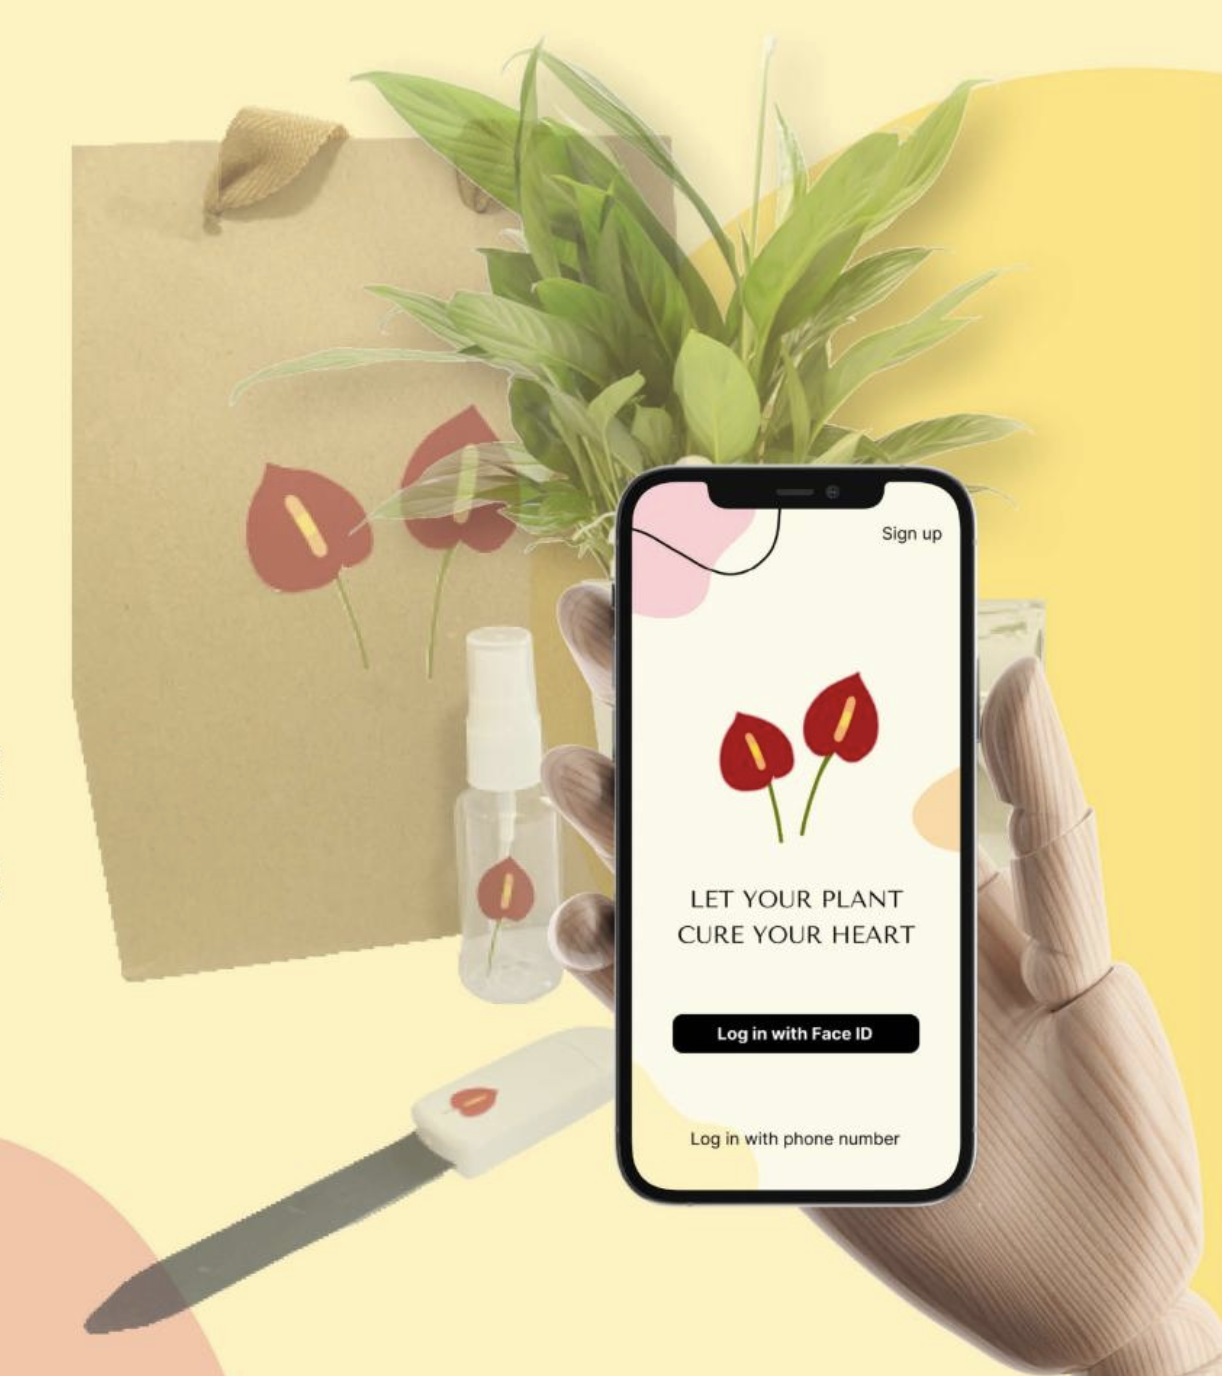 Sign up
LET YOUR PLANT
CURE YOUR HEART
Log in with Face ID
Log in with phone number